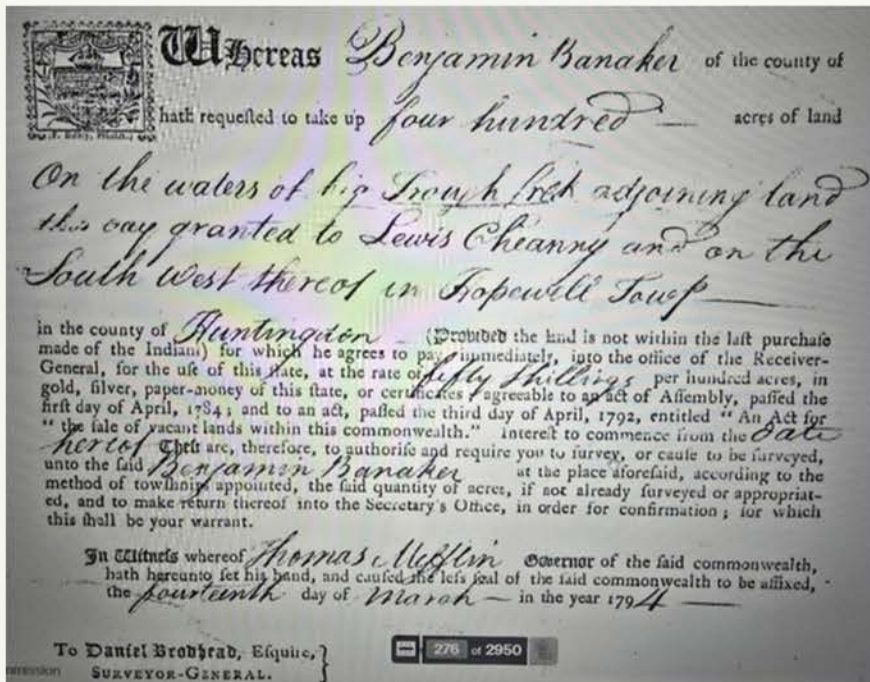 Whereas Benjamin Banaker of the county of
hath requested to take up four hundred — acres of land
On the waters of big Trough Crek adjoining land
this day granted to Lewis Cheanny and on the
South West thereof in Hopewell Townsp —
in the county of Huntingdon — (Provided the land is not within the laſt purchaſe
made of the Indians) for which he agrees to pay immediately, into the office of the Receiver-
General, for the uſe of this ſtate, at the rate of fifty shillings per hundred acres, in
gold, ſilver, paper-money of this ſtate, or certificates agreeable to an act of Aſſembly, paſſed the
firſt day of April, 1784; and to an act, paſſed the third day of April, 1792, entitled "An Act for
"the ſale of vacant lands within this commonwealth." Intereſt to commence from the date
hereof Theſe are, therefore, to authoriſe and require you to ſurvey, or cauſe to be ſurveyed,
unto the ſaid Benjamin Banaker at the place aforeſaid, according to the
method of townſhips appointed, the ſaid quantity of acres, if not already ſurveyed or appropriat-
ed, and to make return thereof into the Secretary's Office, in order for confirmation; for which
this ſhall be your warrant.
In Witneſs whereof Thomas Mifflin Governor of the ſaid commonwealth,
hath hereunto ſet his hand, and cauſed the leſs ſeal of the ſaid commonwealth to be affixed,
the fourteenth day of March — in the year 1794 —
To Daniel Brodhead, Eſquire,
SURVEYOR-GENERAL.
276 of 2950